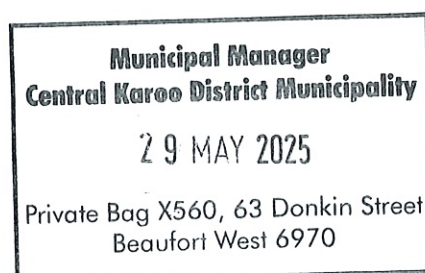 Municipal Manager
Central Karoo District Municipality
29 MAY 2025
Private Bag X560, 63 Donkin Street
Beaufort West 6970